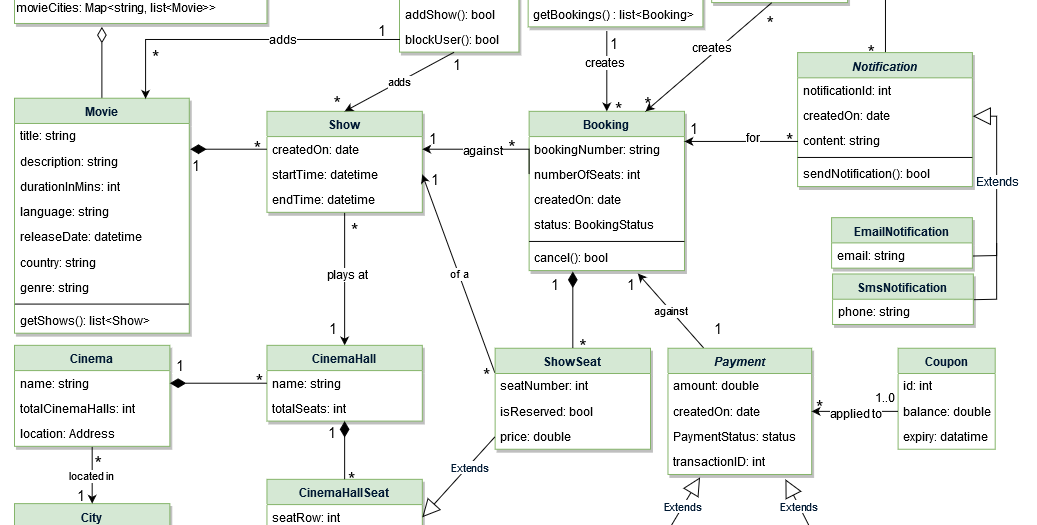 movieCities: Map<string, list<Movie>>
addShow(): bool
blockUser(): bool
getBookings() : list<Booking>
1
adds
*
1
adds
*
1
creates
*
*
creates
*
*
Movie
title: string
description: string
durationInMins: int
language: string
releaseDate: datetime
country: string
genre: string
getShows(): list<Show>
1
*
Show
createdOn: date
startTime: datetime
endTime: datetime
1
against
*
Booking
bookingNumber: string
numberOfSeats: int
createdOn: date
status: BookingStatus
cancel(): bool
1
for
*
Notification
notificationId: int
createdOn: date
content: string
sendNotification(): bool
Extends
EmailNotification
email: string
SmsNotification
phone: string
*
plays at
1
1
of a
*
1
*
1
against
1
Cinema
name: string
totalCinemaHalls: int
location: Address
1
*
CinemaHall
name: string
totalSeats: int
ShowSeat
seatNumber: int
isReserved: bool
price: double
Payment
amount: double
createdOn: date
PaymentStatus: status
transactionID: int
*
applied to
1..0
Coupon
id: int
balance: double
expiry: datatime
*
located in
1
City
1
*
CinemaHallSeat
seatRow: int
Extends
Extends
Extends